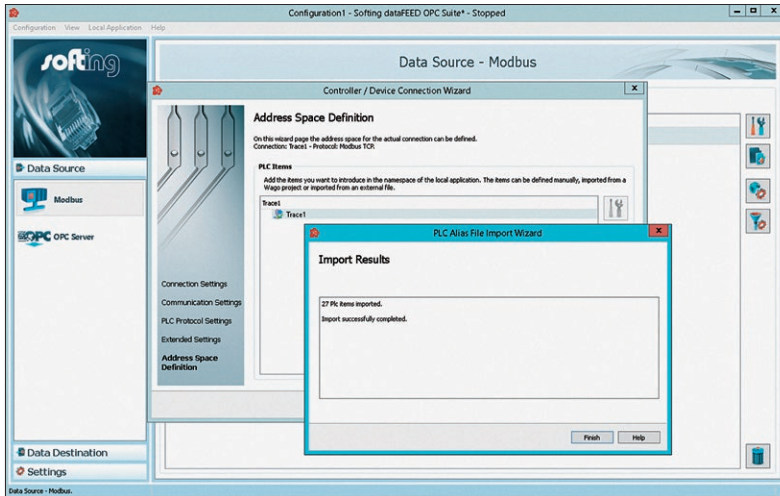 Configuration1 - Softing dataFEED OPC Suite* - Stopped
Configuration View Local Application Help
softing
Data Source - Modbus
Controller / Device Connection Wizard
X
Address Space Definition
On this wizard page the address space for the actual connection can be defined.
Connection: Trace1 - Protocol: Modbus TCP.
PLC Items
Add the items you want to introduce in the namespace of the local application. The items can be defined manually, imported from a
Wago project or imported from an external file.
Trace1
Trace1
Data Source
Modbus
OPC OPC Server
Connection Settings
Communication Settings
PLC Protocol Settings
Extended Settings
Address Space
Definition
PLC Alias File Import Wizard
X
Import Results
27 Plc items imported.
Import successfully completed.
Finish Help
Data Destination
Settings
Data Source - Modbus.